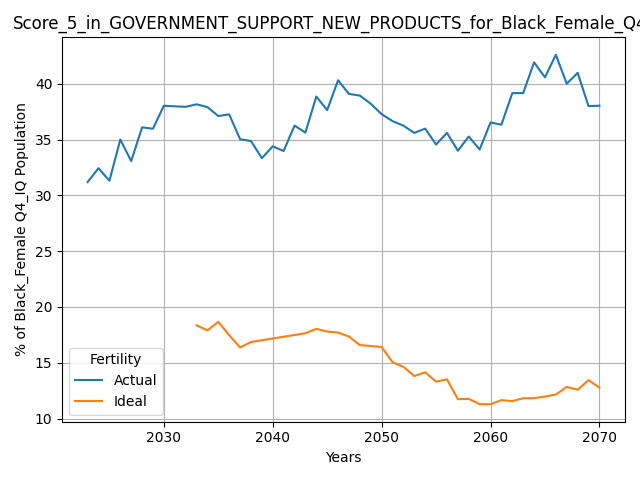 Score_5_in_GOVERNMENT_SUPPORT_NEW_PRODUCTS_for_Black_Female_Q4
% of Black_Female Q4_IQ Population
40
35
30
25
20
15
10
Fertility
Actual
Ideal
2030 2040 2050 2060 2070
Years